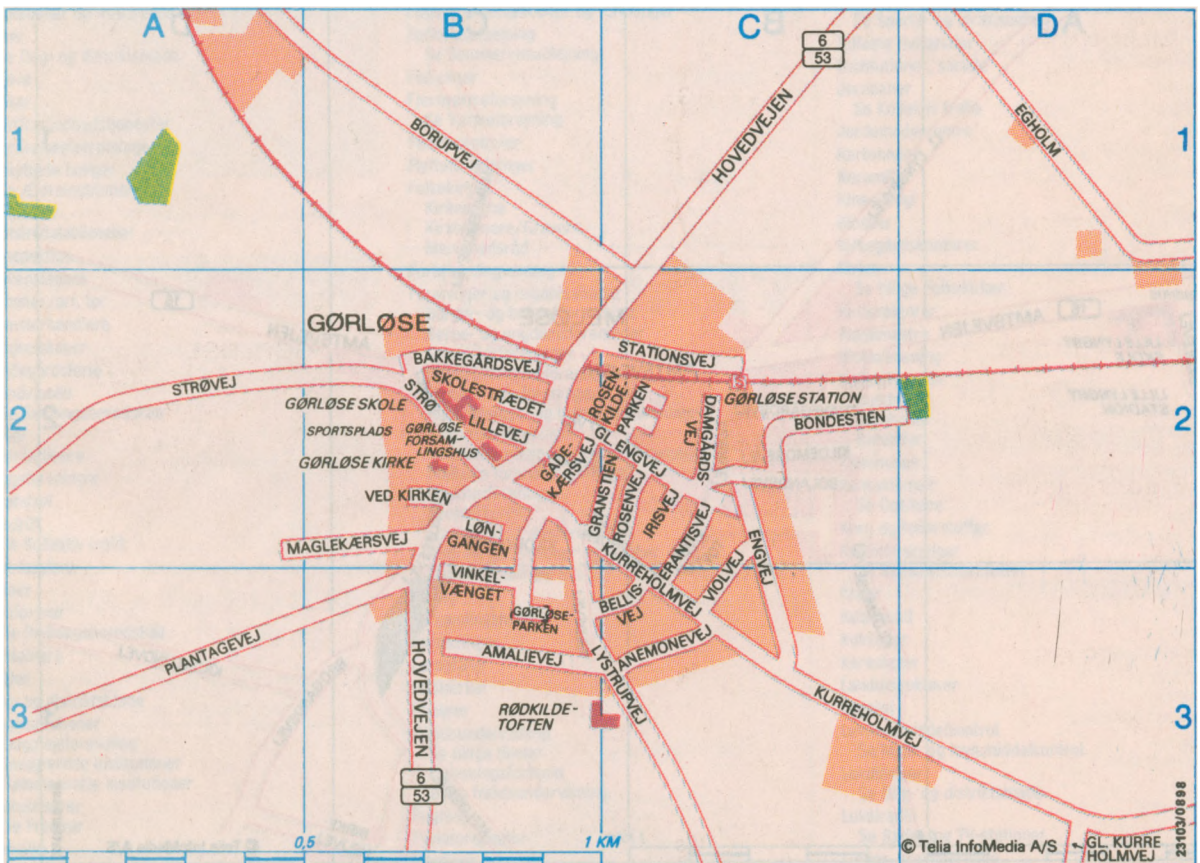 A
B
C
D
6
53
1
1
BORUPVEJ
HOVEDVEJEN
EGHOLM
GØRLØSE
BAKKEGÅRDSVEJ
STATIONSVEJ
S
STRØVEJ
STRØ
LILLEVEJ
SKOLESTRÆDET
ROSEN-
KILDE-
PARKEN
GØRLØSE STATION
BONDESTIEN
DAMGÅRDS-
VEJ
2
2
GØRLØSE SKOLE
SPORTSPLADS
GØRLØSE
FORSAM-
LINGSHUS
GØRLØSE KIRKE
GADE-
KÆRSVEJ
GL. ENGVEJ
GRANSTIEN
ROSENVEJ
IRISVEJ
VED KIRKEN
LØN-
GANGEN
MAGLEKÆRSVEJ
KURREHOLMVEJ
ERANTISVEJ
VIOLVEJ
ENGVEJ
VINKEL-
VÆNGET
BELLIS-
VEJ
GØRLØSE-
PARKEN
PLANTAGEVEJ
HOVEDVEJEN
AMALIEVEJ
LYSTRUPVEJ
ANEMONEVEJ
KURREHOLMVEJ
3
3
RØDKILDE-
TOFTEN
6
53
0,5
1 KM
© Telia InfoMedia A/S
GL. KURRE
HOLMVEJ
23103/0898